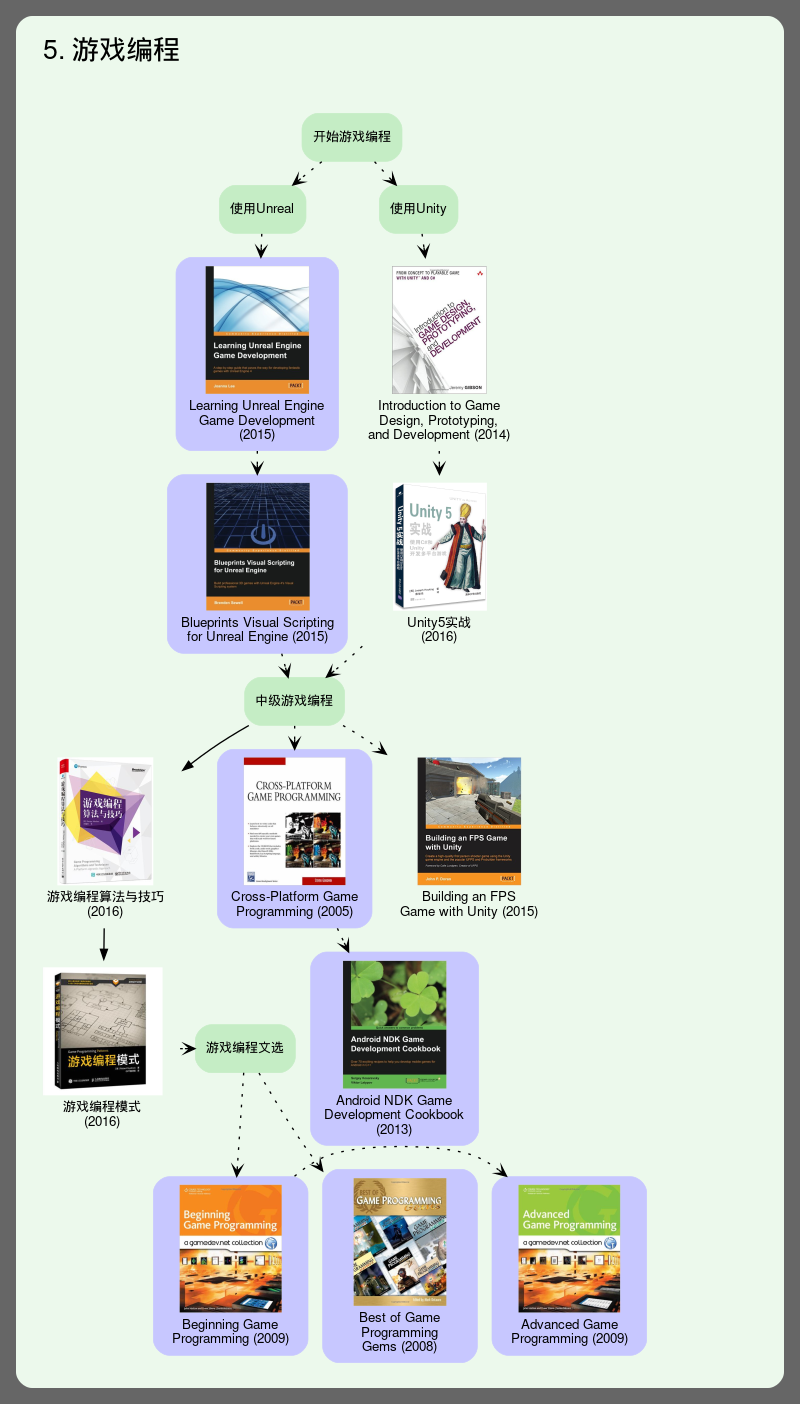 5. 游戏编程
开始游戏编程
使用Unreal
使用Unity
Learning Unreal Engine
Game Development
Learning Unreal Engine
Game Development
(2015)
FROM CONCEPT TO PLAYABLE GAME
WITH UNITY AND C#
Introduction to
GAME DESIGN,
PROTOTYPING,
and
DEVELOPMENT
Jeremy GIBSON
Introduction to Game
Design, Prototyping,
and Development (2014)
Blueprints Visual Scripting
for Unreal Engine
Blueprints Visual Scripting
for Unreal Engine (2015)
Unity 5
实战
Unity 5实战
Unity5实战
(2016)
中级游戏编程
游戏编程
算法与技巧
游戏编程算法与技巧
(2016)
CROSS-PLATFORM
GAME PROGRAMMING
Cross-Platform Game
Programming (2005)
Building an FPS Game
with Unity
Building an FPS
Game with Unity (2015)
游戏编程模式
游戏编程模式
(2016)
游戏编程文选
Android NDK Game
Development Cookbook
Android NDK Game
Development Cookbook
(2013)
Beginning
Game Programming
a gamedev.net collection
Beginning Game
Programming (2009)
BEST OF
GAME PROGRAMMING
Best of Game
Programming
Gems (2008)
Advanced
Game Programming
a gamedev.net collection
Advanced Game
Programming (2009)